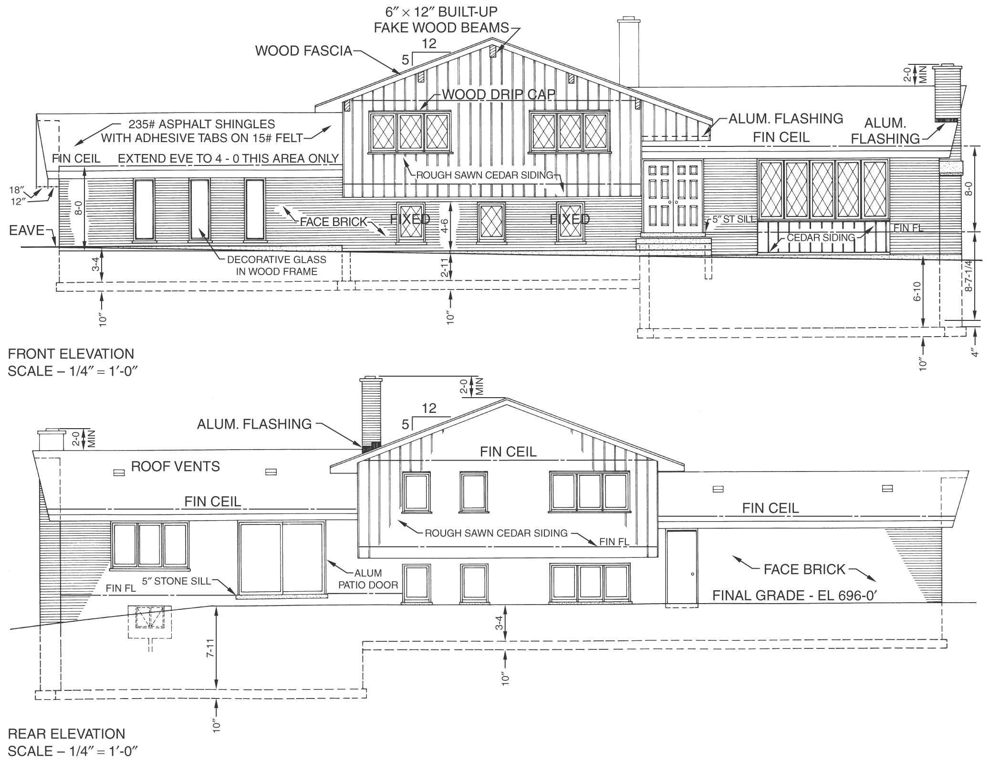 6″ × 12″ BUILT-UP
FAKE WOOD BEAMS
12
5
WOOD FASCIA
2-0
MIN
WOOD DRIP CAP
235# ASPHALT SHINGLES
WITH ADHESIVE TABS ON 15# FELT
ALUM. FLASHING
ALUM.
FLASHING
FIN CEIL
FIN CEIL
EXTEND EVE TO 4 - 0 THIS AREA ONLY
ROUGH SAWN CEDAR SIDING
18″
12″
8-0
8-0
FACE BRICK
FIXED
4-6
FIXED
5″ ST SILL
FIN FL
EAVE
CEDAR SIDING
DECORATIVE GLASS
IN WOOD FRAME
3-4
2-11
6-10
8-7-1/4
10″
10″
10″
4″
FRONT ELEVATION
SCALE – 1/4″ = 1′-0″
2-0
MIN
12
5
ALUM. FLASHING
2-0
MIN
FIN CEIL
ROOF VENTS
FIN CEIL
FIN CEIL
ROUGH SAWN CEDAR SIDING
FIN FL
ALUM
PATIO DOOR
5″ STONE SILL
FIN FL
FACE BRICK
FINAL GRADE - EL 696-0′
7-11
3-4
10″
10″
REAR ELEVATION
SCALE – 1/4″ = 1′-0″